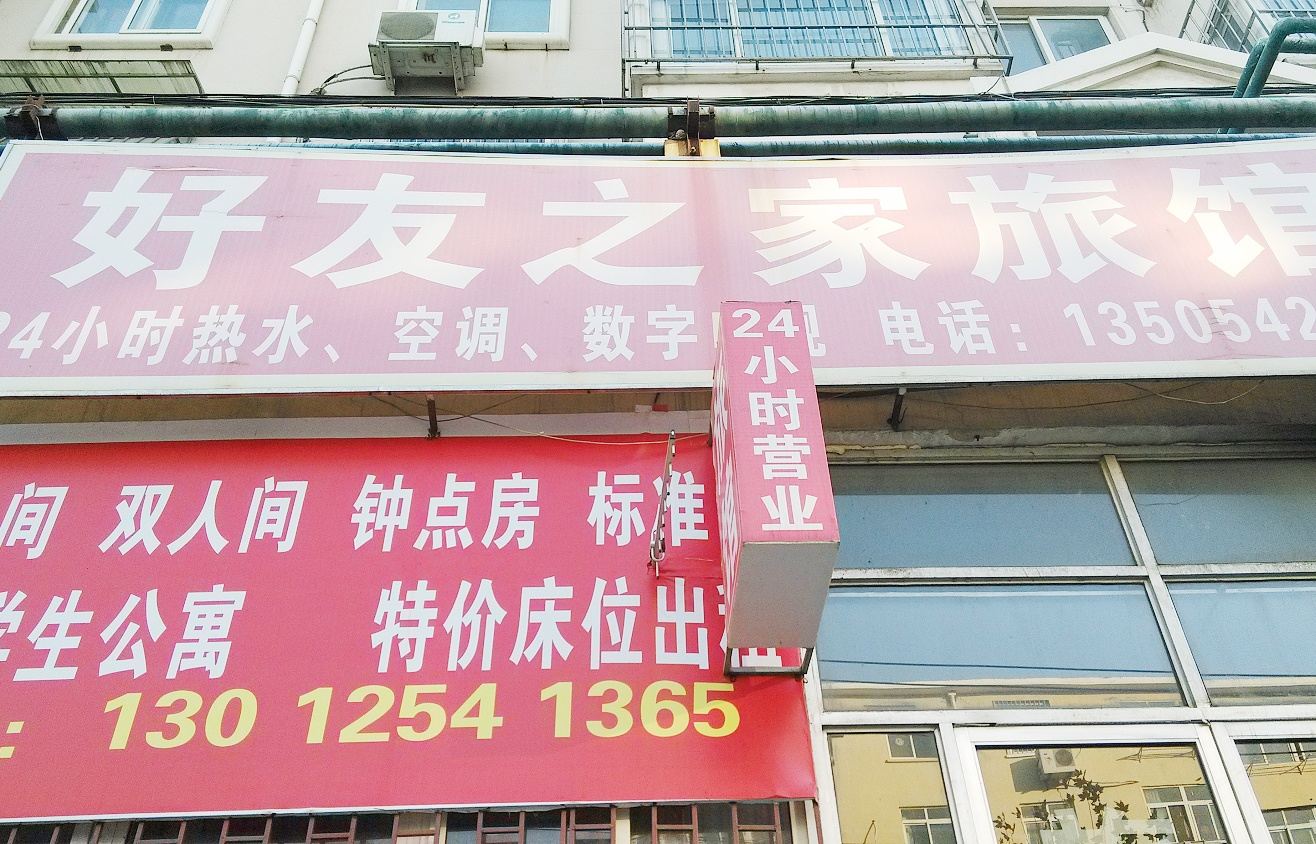 好友之家旅馆
24小时热水、空调、数字 视 电话：1350542
24小时营业
间 双人间 钟点房 标准
学生公寓 特价床位出租
： 130 1254 1365